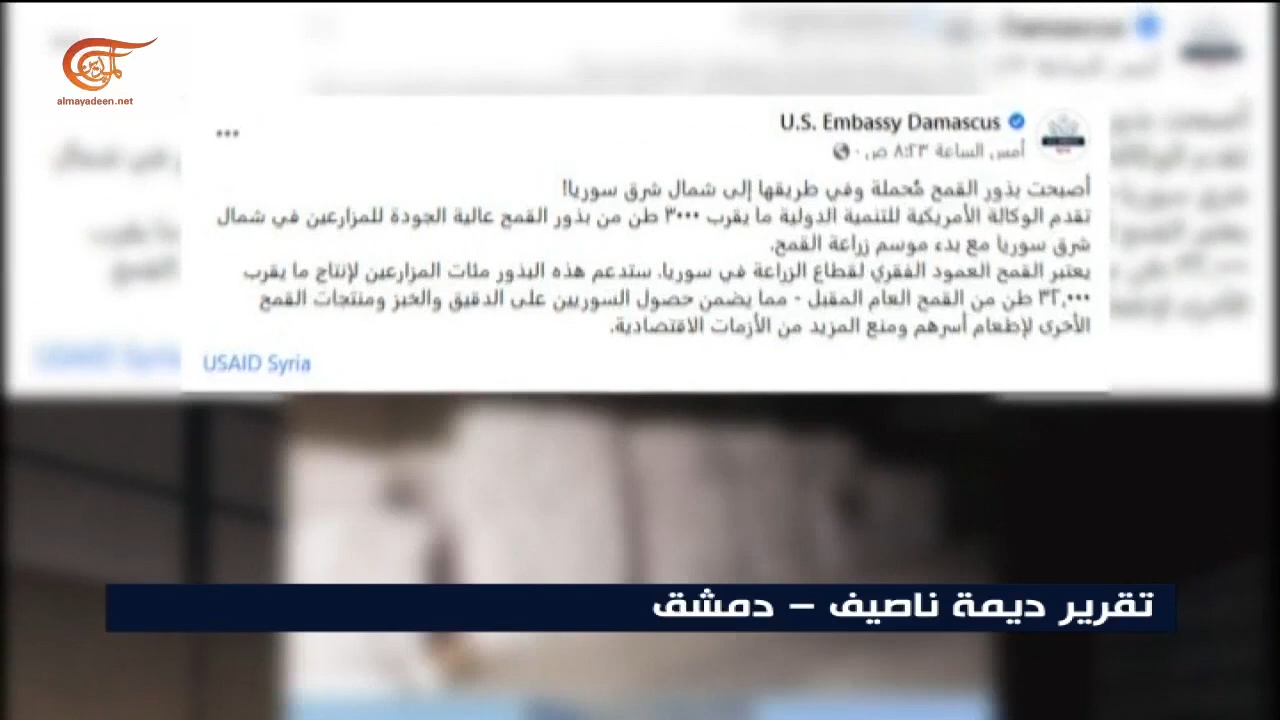 الميادين
almayadeen.net
U.S. Embassy Damascus
أمس الساعة ٨:٢٣ ص
أصبحت بذور القمح مُحملة وفي طريقها إلى شمال شرق سوريا!
تقدم الوكالة الأمريكية للتنمية الدولية ما يقرب ٣٠٠٠ طن من بذور القمح عالية الجودة للمزارعين في شمال
شرق سوريا مع بدء موسم زراعة القمح.
يعتبر القمح العمود الفقري لقطاع الزراعة في سوريا. ستدعم هذه البذور مئات المزارعين لإنتاج ما يقرب
٣٢,٠٠٠ طن من القمح العام المقبل - مما يضمن حصول السوريين على الدقيق والخبز ومنتجات القمح
الأخرى لإطعام أسرهم ومنع المزيد من الأزمات الاقتصادية.
USAID Syria
تقرير ديمة ناصيف – دمشق